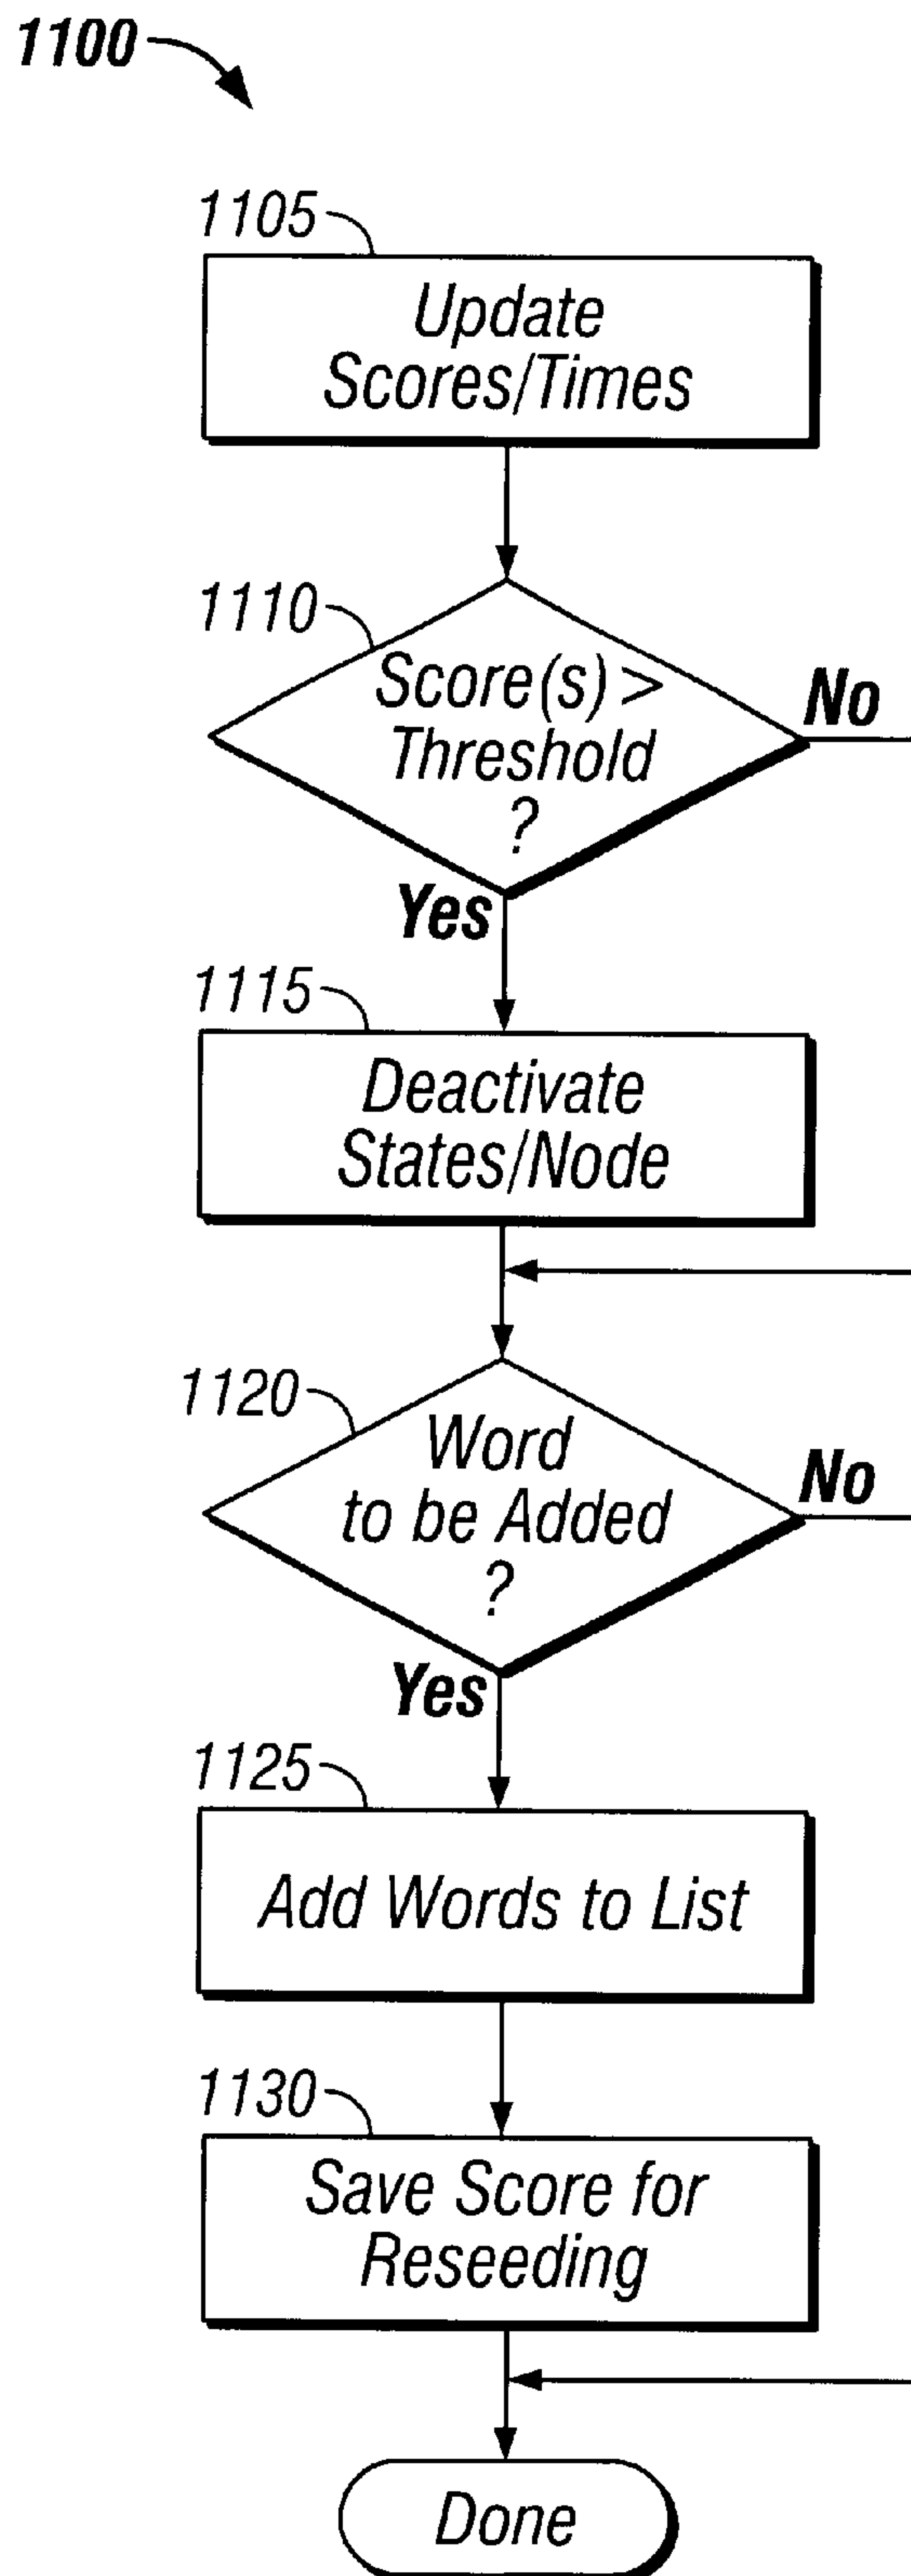 1100
1105
Update
Scores/Times
1110
Score(s) >
Threshold
?
No
Yes
1115
Deactivate
States/Node
1120
Word
to be Added
?
No
Yes
1125
Add Words to List
1130
Save Score for
Reseeding
Done